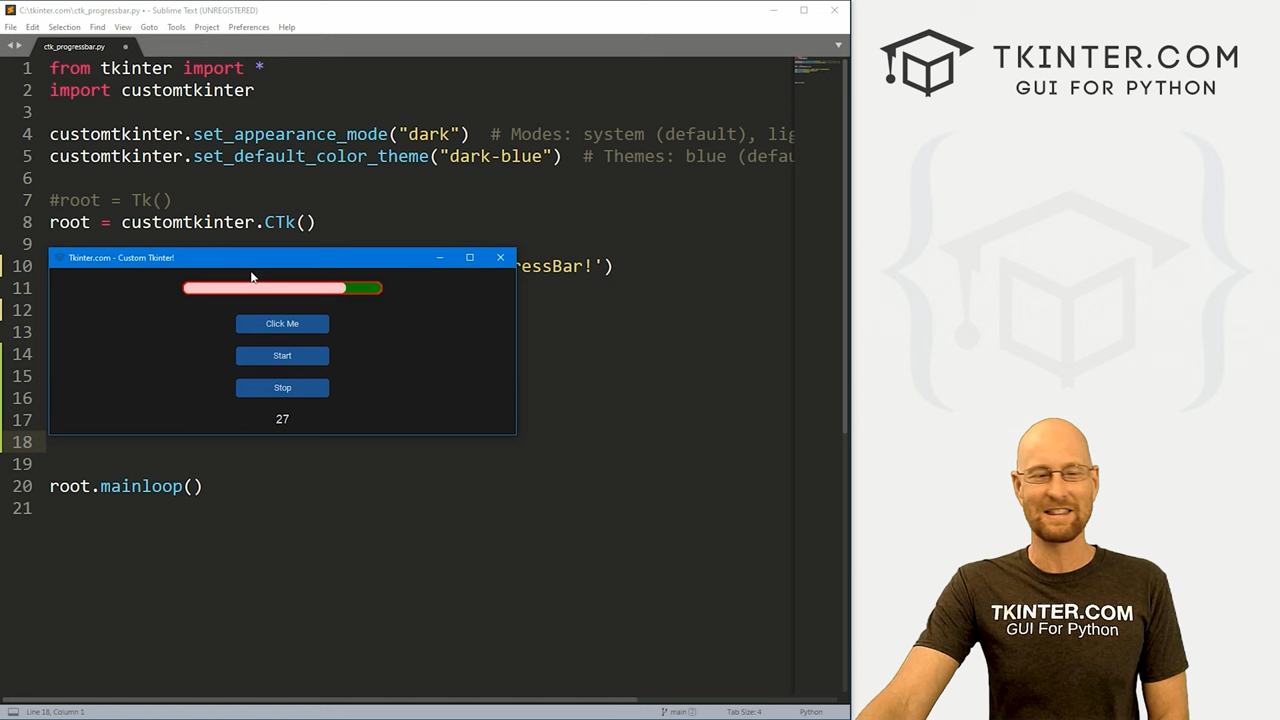 C:\tkinter.com\ctk_progressbar.py • - Sublime Text (UNREGISTERED)
File Edit Selection Find View Goto Tools Project Preferences Help
ctk_progressbar.py
1 from tkinter import *
2 import customtkinter
3
4 customtkinter.set_appearance_mode("dark") # Modes: system (default), lig
5 customtkinter.set_default_color_theme("dark-blue") # Themes: blue (defau
6
7 #root = Tk()
8 root = customtkinter.CTk()
9
10 ressBar!')
11
12
13
14
15
16
17
18
19
20 root.mainloop()
21
Tkinter.com - Custom Tkinter!
Click Me
Start
Stop
27
Line 18, Column 1
main 2
Tab Size: 4
Python
TKINTER.COM
GUI FOR PYTHON
TKINTER.COM
GUI For Python